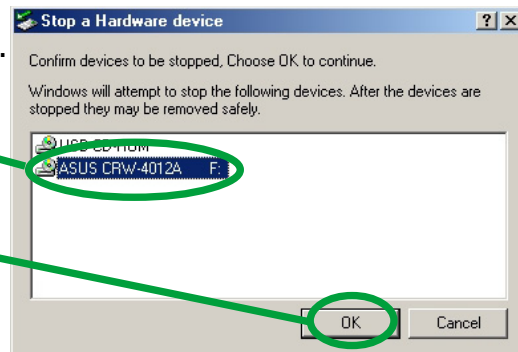 Stop a Hardware device
Confirm devices to be stopped, Choose OK to continue.
Windows will attempt to stop the following devices. After the devices are
stopped they may be removed safely.
USB CD-ROM
ASUS CRW-4012A F:
OK Cancel